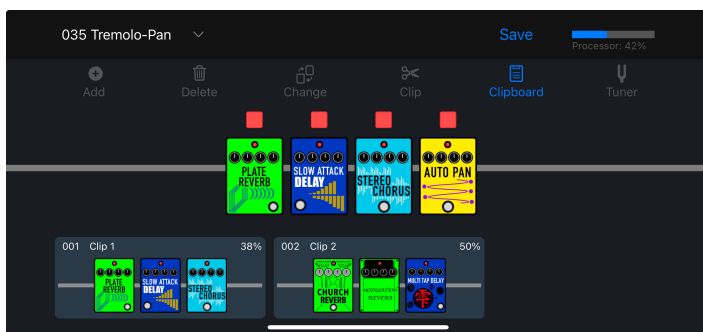 035 Tremolo-Pan
Save
Processor: 42%
Add
Delete
Change
Clip
Clipboard
Tuner
PLATE
REVERB
SLOW ATTACK
DELAY
STEREO
CHORUS
AUTO PAN
001 Clip 1 38%
PLATE
REVERB
SLOW ATTACK
DELAY
STEREO
CHORUS
002 Clip 2 50%
CHURCH
REVERB
MODULATION
REVERB
MULTI TAP DELAY